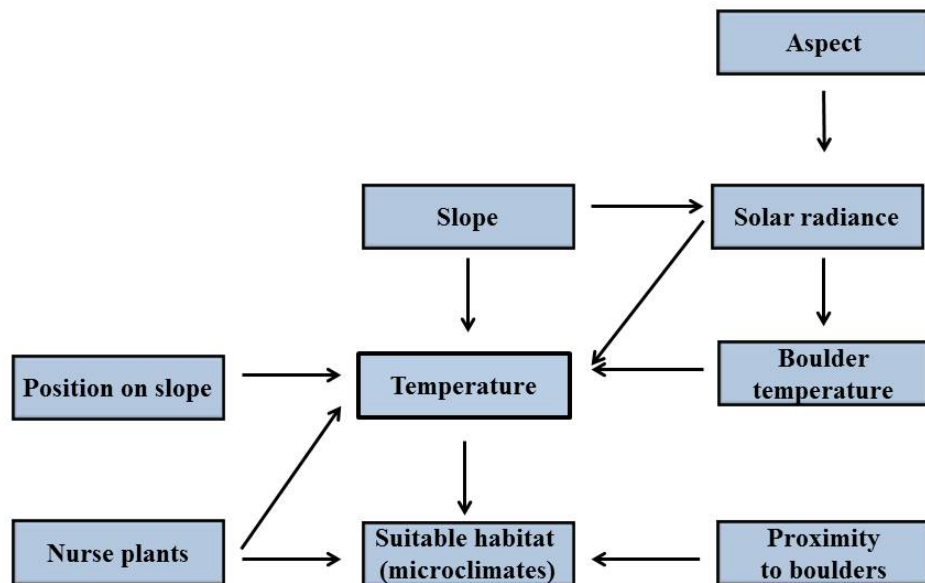 Aspect
Slope
Solar radiance
Position on slope
Temperature
Boulder
temperature
Nurse plants
Suitable habitat
(microclimates)
Proximity
to boulders